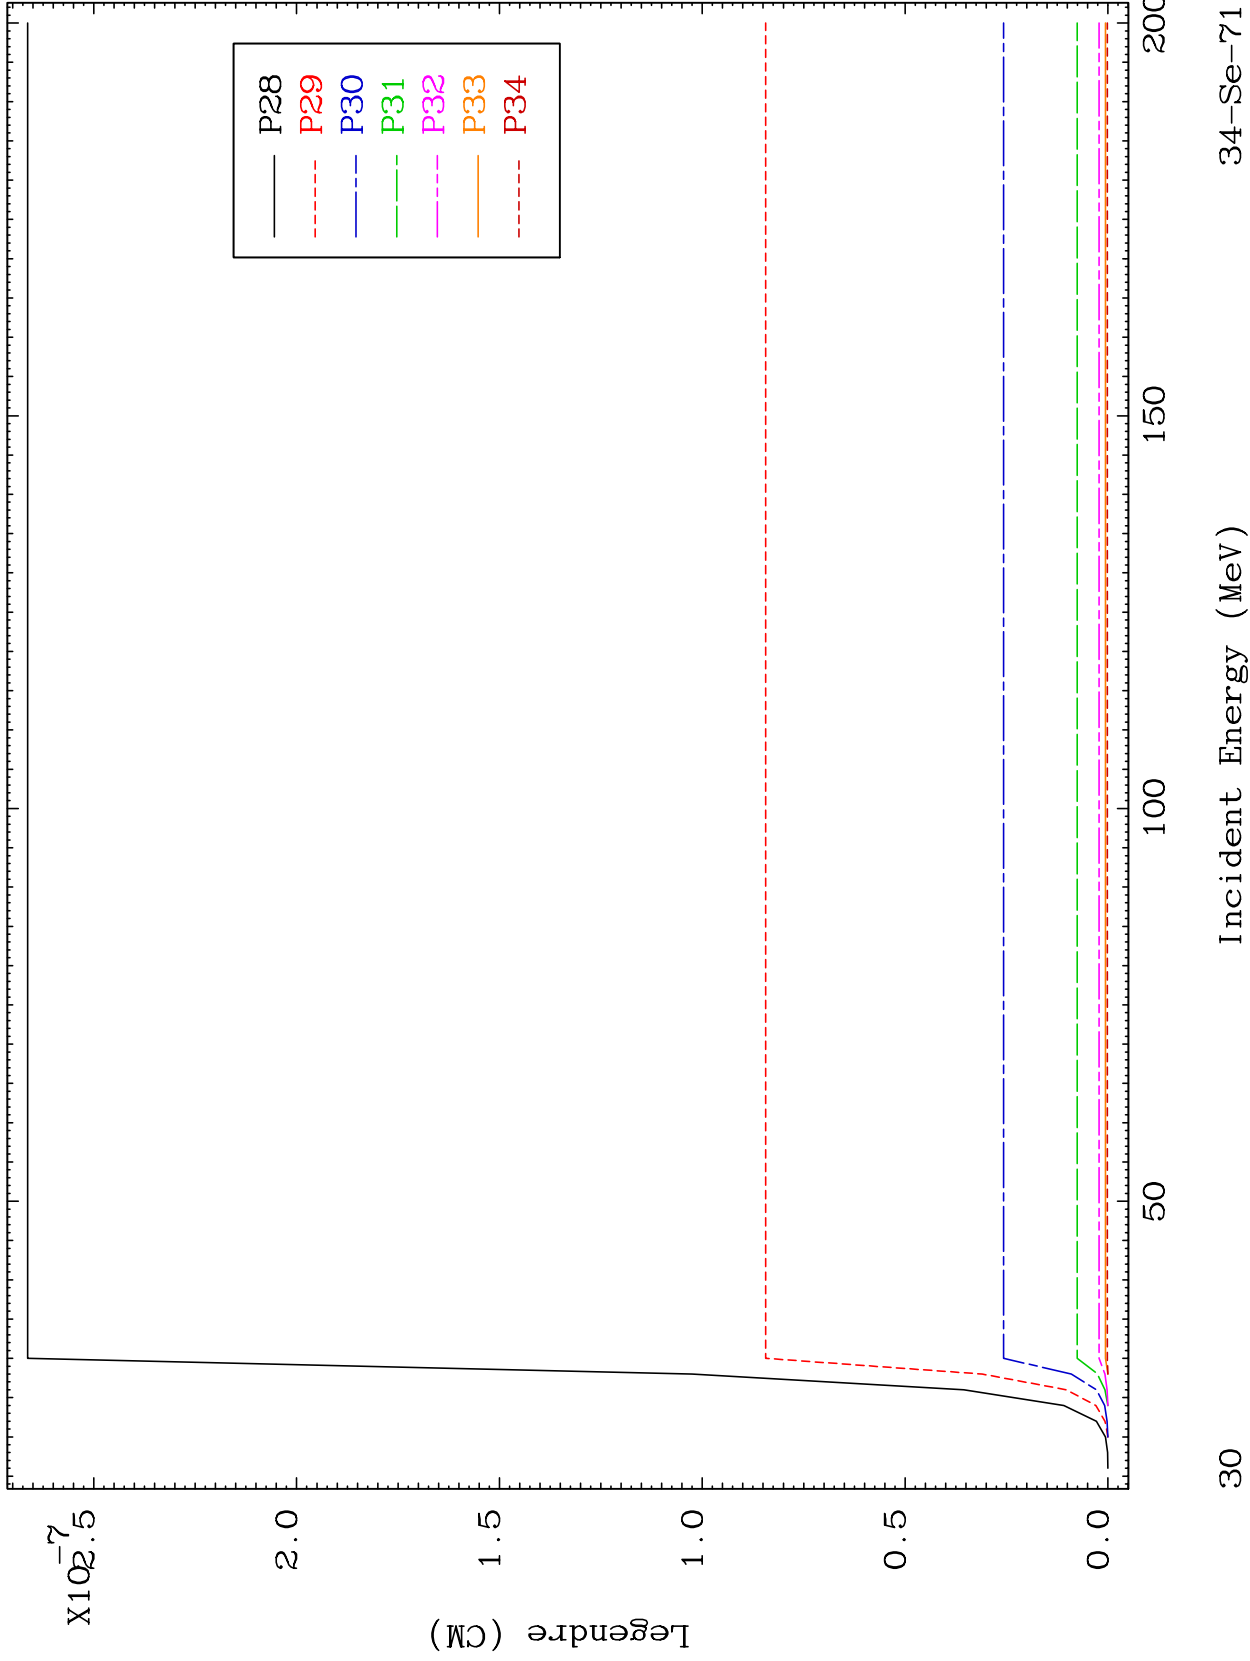 X10-7
2.5
2.0
1.5
1.0
0.5
0.0
Legendre (CM)
P28
P29
P30
P31
P32
P33
P34
50
100
150
200
30
Incident Energy (MeV)
34-Se-71